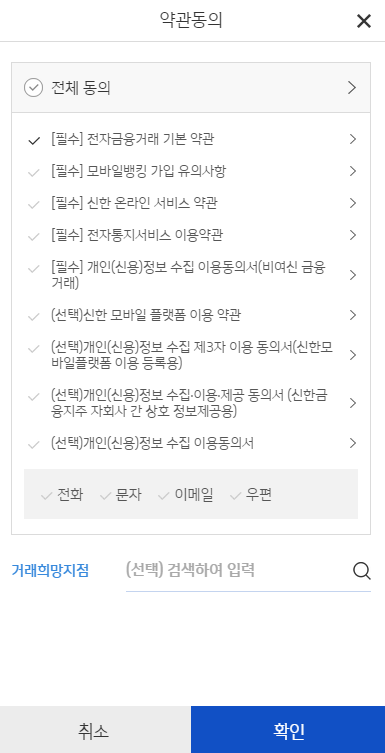 약관동의
전체 동의
[필수] 전자금융거래 기본 약관
[필수] 모바일뱅킹 가입 유의사항
[필수] 신한 온라인 서비스 약관
[필수] 전자통지서비스 이용약관
[필수] 개인(신용)정보 수집 이용동의서(비여신 금융
거래)
(선택)신한 모바일 플랫폼 이용 약관
(선택)개인(신용)정보 수집 제3자 이용 동의서(신한모
바일플랫폼 이용 등록용)
(선택)개인(신용)정보 수집·이용·제공 동의서 (신한금
융지주 자회사 간 상호 정보제공용)
(선택)개인(신용)정보 수집 이용동의서
전화 문자 이메일 우편
거래희망지점 (선택) 검색하여 입력
취소 확인